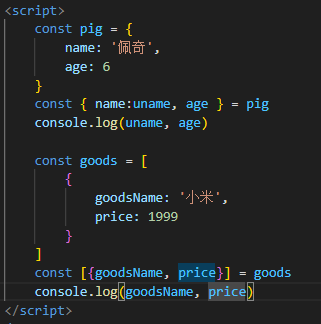 <script>
const pig = {
name: '佩奇',
age: 6
}
const { name:uname, age } = pig
console.log(uname, age)
const goods = [
{
goodsName: '小米',
price: 1999
}
]
const [{goodsName, price}] = goods
console.log(goodsName, price)
</script>